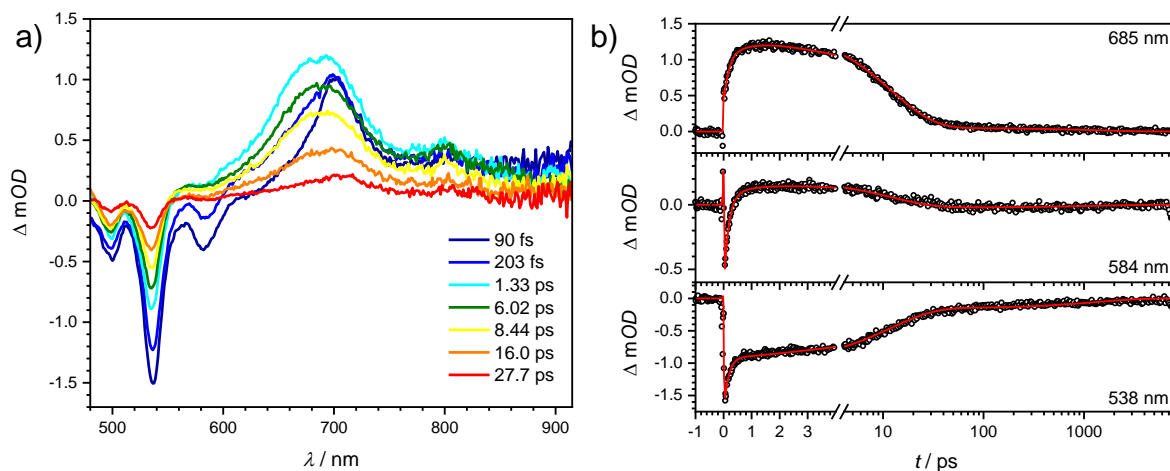 a)
Δ mOD
1.5
1.0
0.5
0.0
-0.5
-1.0
-1.5
90 fs
203 fs
1.33 ps
6.02 ps
8.44 ps
16.0 ps
27.7 ps
500 600 700 800 900
λ / nm
b)
Δ mOD
1.5
1.0
0.5
0.0
685 nm
Δ mOD
0.0
-0.5
584 nm
Δ mOD
0.0
-0.5
-1.0
-1.5
538 nm
-1 0 1 2 3 10 100 1000
t / ps